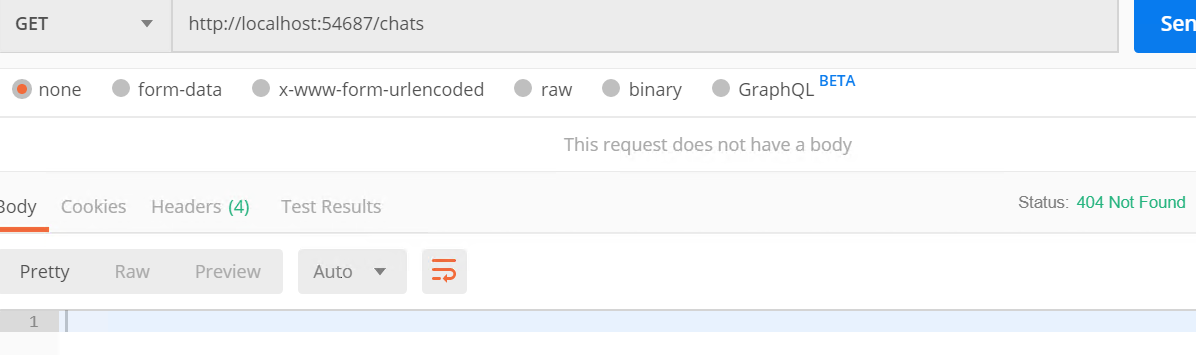 GET http://localhost:54687/chats Sen
none form-data x-www-form-urlencoded raw binary GraphQL BETA
This request does not have a body
Body Cookies Headers (4) Test Results Status: 404 Not Found
Pretty Raw Preview Auto
1